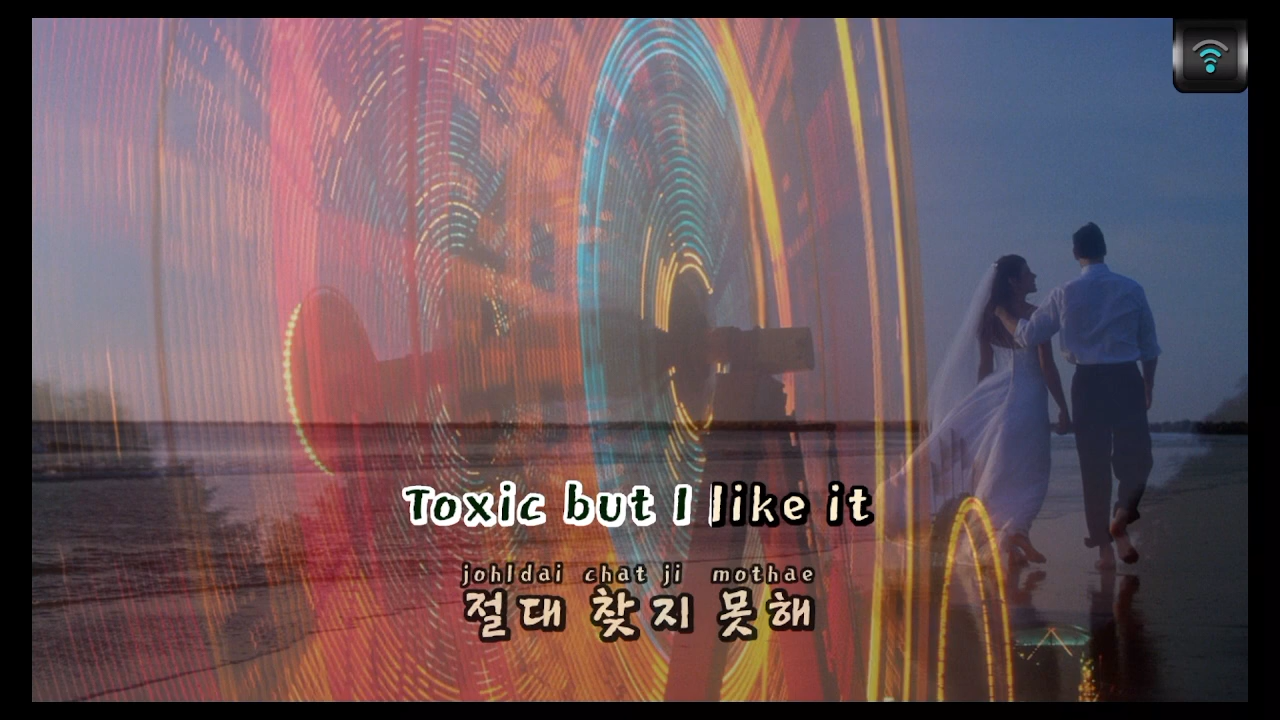 Toxic but I like it
johldai chat ji mothae
절대 찾지 못해